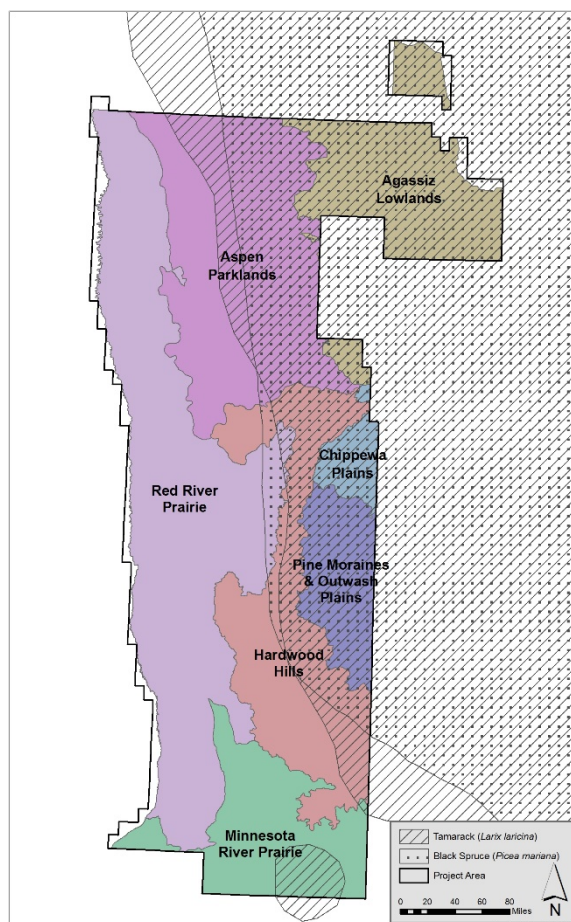 Agassiz
Lowlands
Aspen
Parklands
Chippewa
Plains
Red River
Prairie
Pine Moraines
& Outwash
Plains
Hardwood
Hills
Minnesota
River Prairie
Tamarack (Larix laricina)
Black Spruce (Picea mariana)
Project Area
0 20 40 60 80
Miles
N